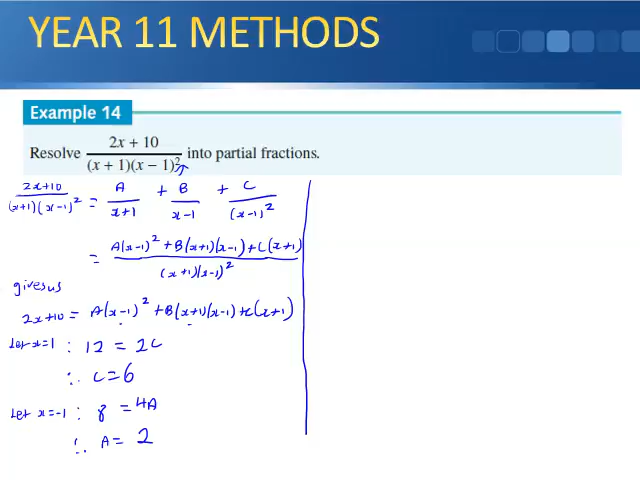 YEAR 11 METHODS
Example 14
Resolve (2x + 10)/((x + 1)(x − 1)²) into partial fractions.
(2x+10)/((x+1)(x-1)²) = A/(x+1) + B/(x-1) + C/(x-1)²
= (A(x-1)² + B(x+1)(x-1) + C(x+1))/((x+1)(x-1)²)
gives us
2x+10 = A(x-1)² + B(x+1)(x-1) + C(x+1)
let x=1 : 12 = 2C
∴ C=6
Let x=-1 : 8 = 4A
∴ A= 2